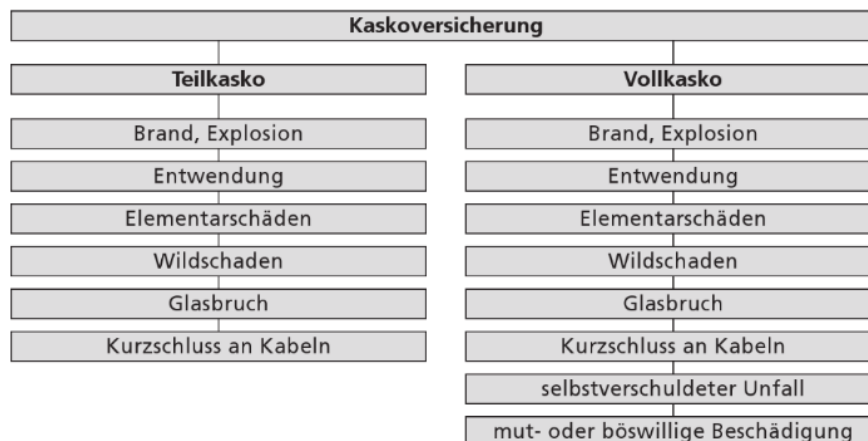 Kaskoversicherung
Teilkasko
Brand, Explosion
Entwendung
Elementarschäden
Wildschaden
Glasbruch
Kurzschluss an Kabeln
Vollkasko
Brand, Explosion
Entwendung
Elementarschäden
Wildschaden
Glasbruch
Kurzschluss an Kabeln
selbstverschuldeter Unfall
mut- oder böswillige Beschädigung